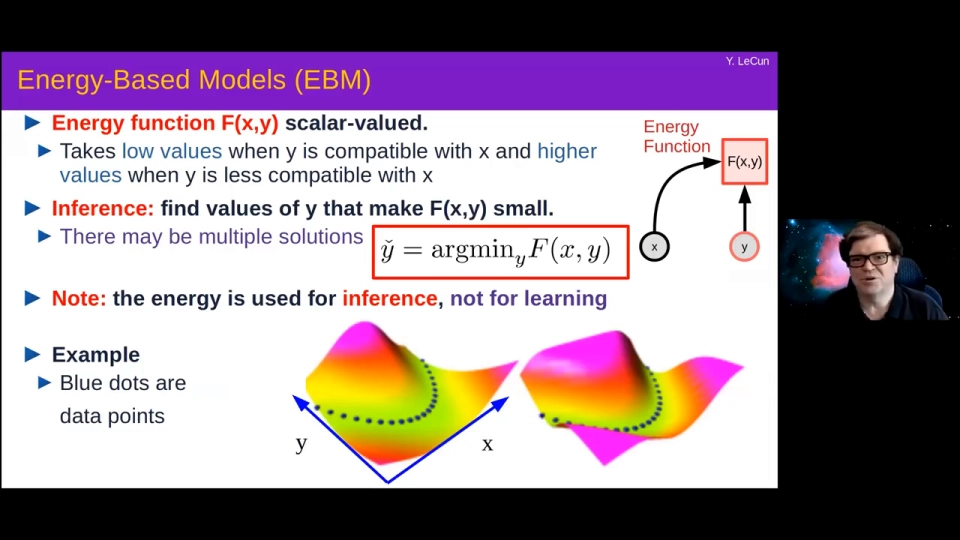 Y. LeCun
Energy-Based Models (EBM)
Energy function F(x,y) scalar-valued.
Takes low values when y is compatible with x and higher
values when y is less compatible with x
Inference: find values of y that make F(x,y) small.
There may be multiple solutions
y̌ = argmin_y F(x, y)
Note: the energy is used for inference, not for learning
Example
Blue dots are
data points
Energy
Function
F(x,y)
x
y
y
x